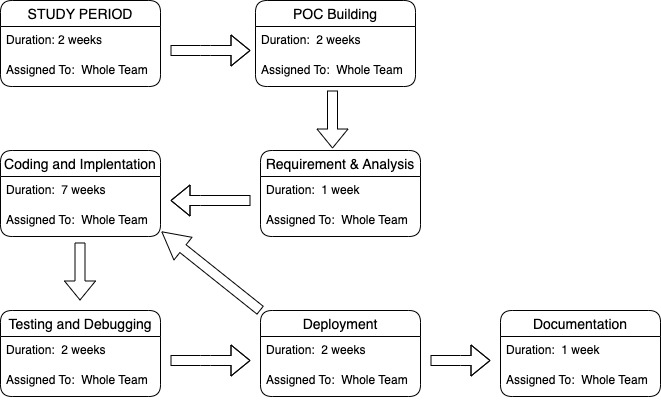 STUDY PERIOD
Duration: 2 weeks
Assigned To: Whole Team
POC Building
Duration: 2 weeks
Assigned To: Whole Team
Coding and Implentation
Duration: 7 weeks
Assigned To: Whole Team
Requirement & Analysis
Duration: 1 week
Assigned To: Whole Team
Testing and Debugging
Duration: 2 weeks
Assigned To: Whole Team
Deployment
Duration: 2 weeks
Assigned To: Whole Team
Documentation
Duration: 1 week
Assigned To: Whole Team